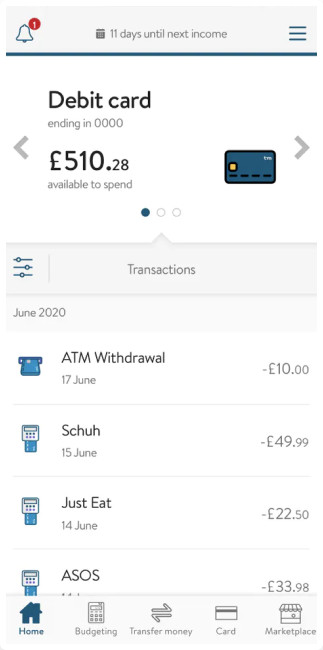 1
11 days until next income
Debit card
ending in 0000
£510.28
available to spend
Transactions
June 2020
ATM Withdrawal
-£10.00
17 June
Schuh
-£49.99
15 June
Just Eat
-£22.50
14 June
ASOS
-£33.98
Home
Budgeting
Transfer money
Card
Marketplace